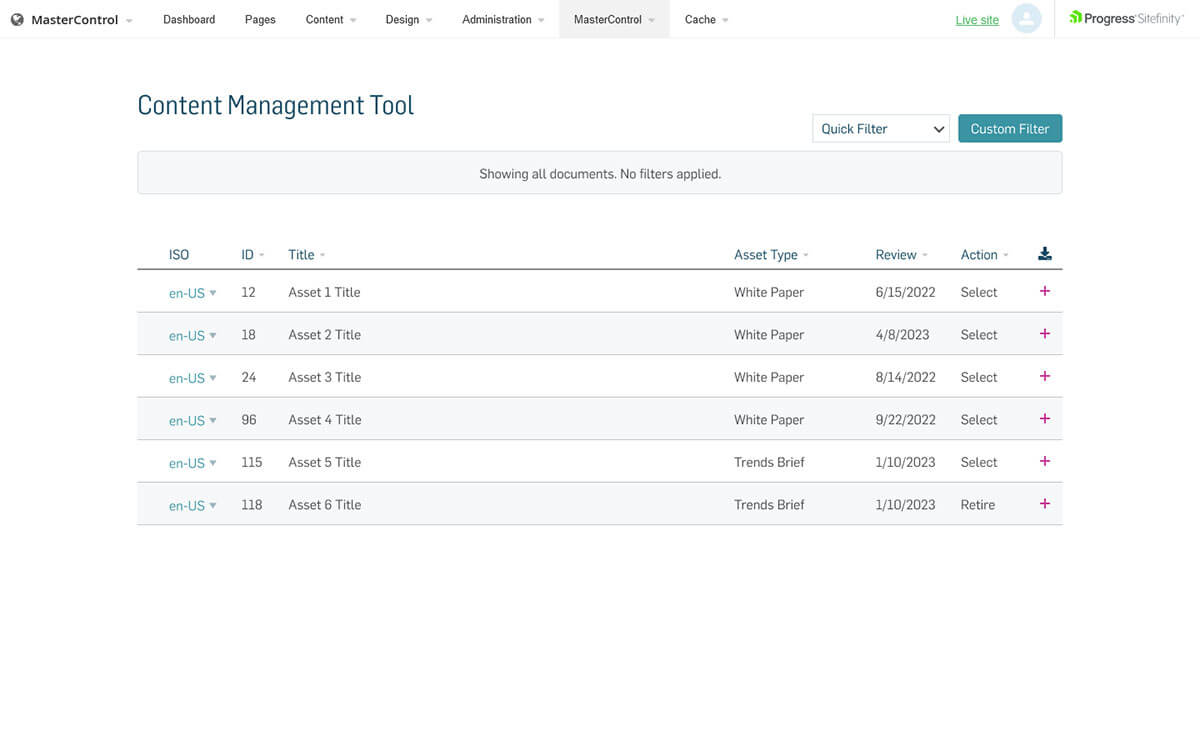 MasterControl Dashboard Pages Content Design Administration MasterControl Cache Live site Progress Sitefinity
Content Management Tool
Quick Filter Custom Filter
Showing all documents. No filters applied.
ISO ID Title Asset Type Review Action
en-US 12 Asset 1 Title White Paper 6/15/2022 Select +
en-US 18 Asset 2 Title White Paper 4/8/2023 Select +
en-US 24 Asset 3 Title White Paper 8/14/2022 Select +
en-US 96 Asset 4 Title White Paper 9/22/2022 Select +
en-US 115 Asset 5 Title Trends Brief 1/10/2023 Select +
en-US 118 Asset 6 Title Trends Brief 1/10/2023 Retire +